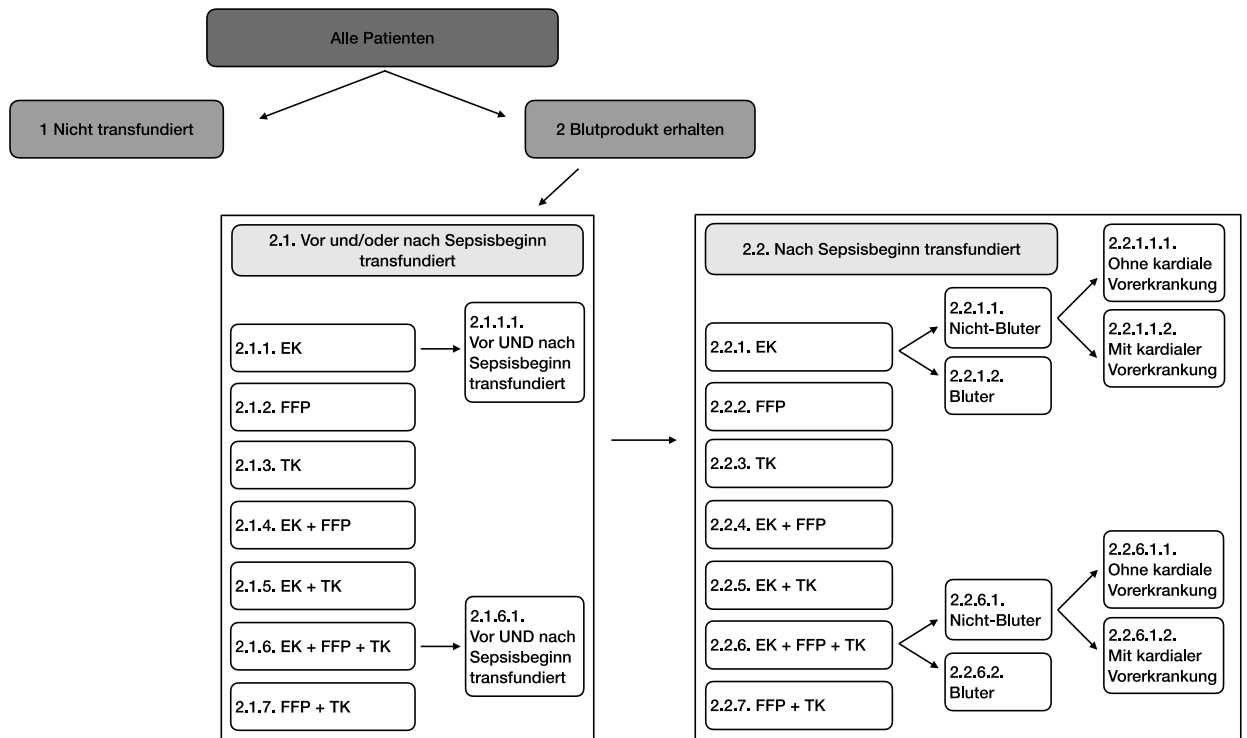 Alle Patienten
1 Nicht transfundiert
2 Blutprodukt erhalten
2.1. Vor und/oder nach Sepsisbeginn
transfundiert
2.1.1. EK
2.1.1.1.
Vor UND nach
Sepsisbeginn
transfundiert
2.1.2. FFP
2.1.3. TK
2.1.4. EK + FFP
2.1.5. EK + TK
2.1.6. EK + FFP + TK
2.1.6.1.
Vor UND nach
Sepsisbeginn
transfundiert
2.1.7. FFP + TK
2.2. Nach Sepsisbeginn transfundiert
2.2.1. EK
2.2.1.1.
Nicht-Bluter
2.2.1.2.
Bluter
2.2.1.1.1.
Ohne kardiale
Vorerkrankung
2.2.1.1.2.
Mit kardialer
Vorerkrankung
2.2.2. FFP
2.2.3. TK
2.2.4. EK + FFP
2.2.5. EK + TK
2.2.6. EK + FFP + TK
2.2.6.1.
Nicht-Bluter
2.2.6.2.
Bluter
2.2.6.1.1.
Ohne kardiale
Vorerkrankung
2.2.6.1.2.
Mit kardialer
Vorerkrankung
2.2.7. FFP + TK